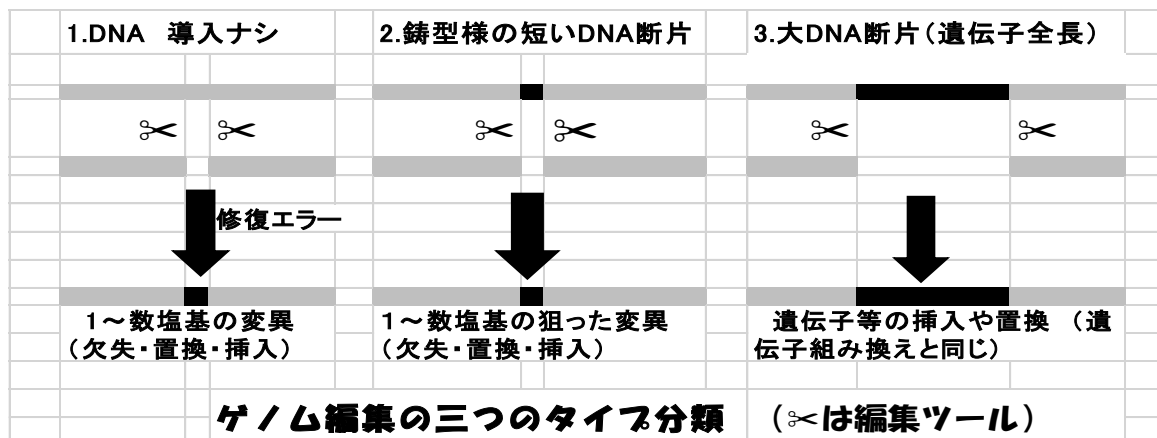 1.DNA 導入ナシ
2.鋳型様の短いDNA断片
3.大DNA断片（遺伝子全長）
修復エラー
1～数塩基の変異
（欠失・置換・挿入）
1～数塩基の狙った変異
（欠失・置換・挿入）
遺伝子等の挿入や置換 （遺
伝子組み換えと同じ）
ゲノム編集の三つのタイプ分類 （✂は編集ツール）